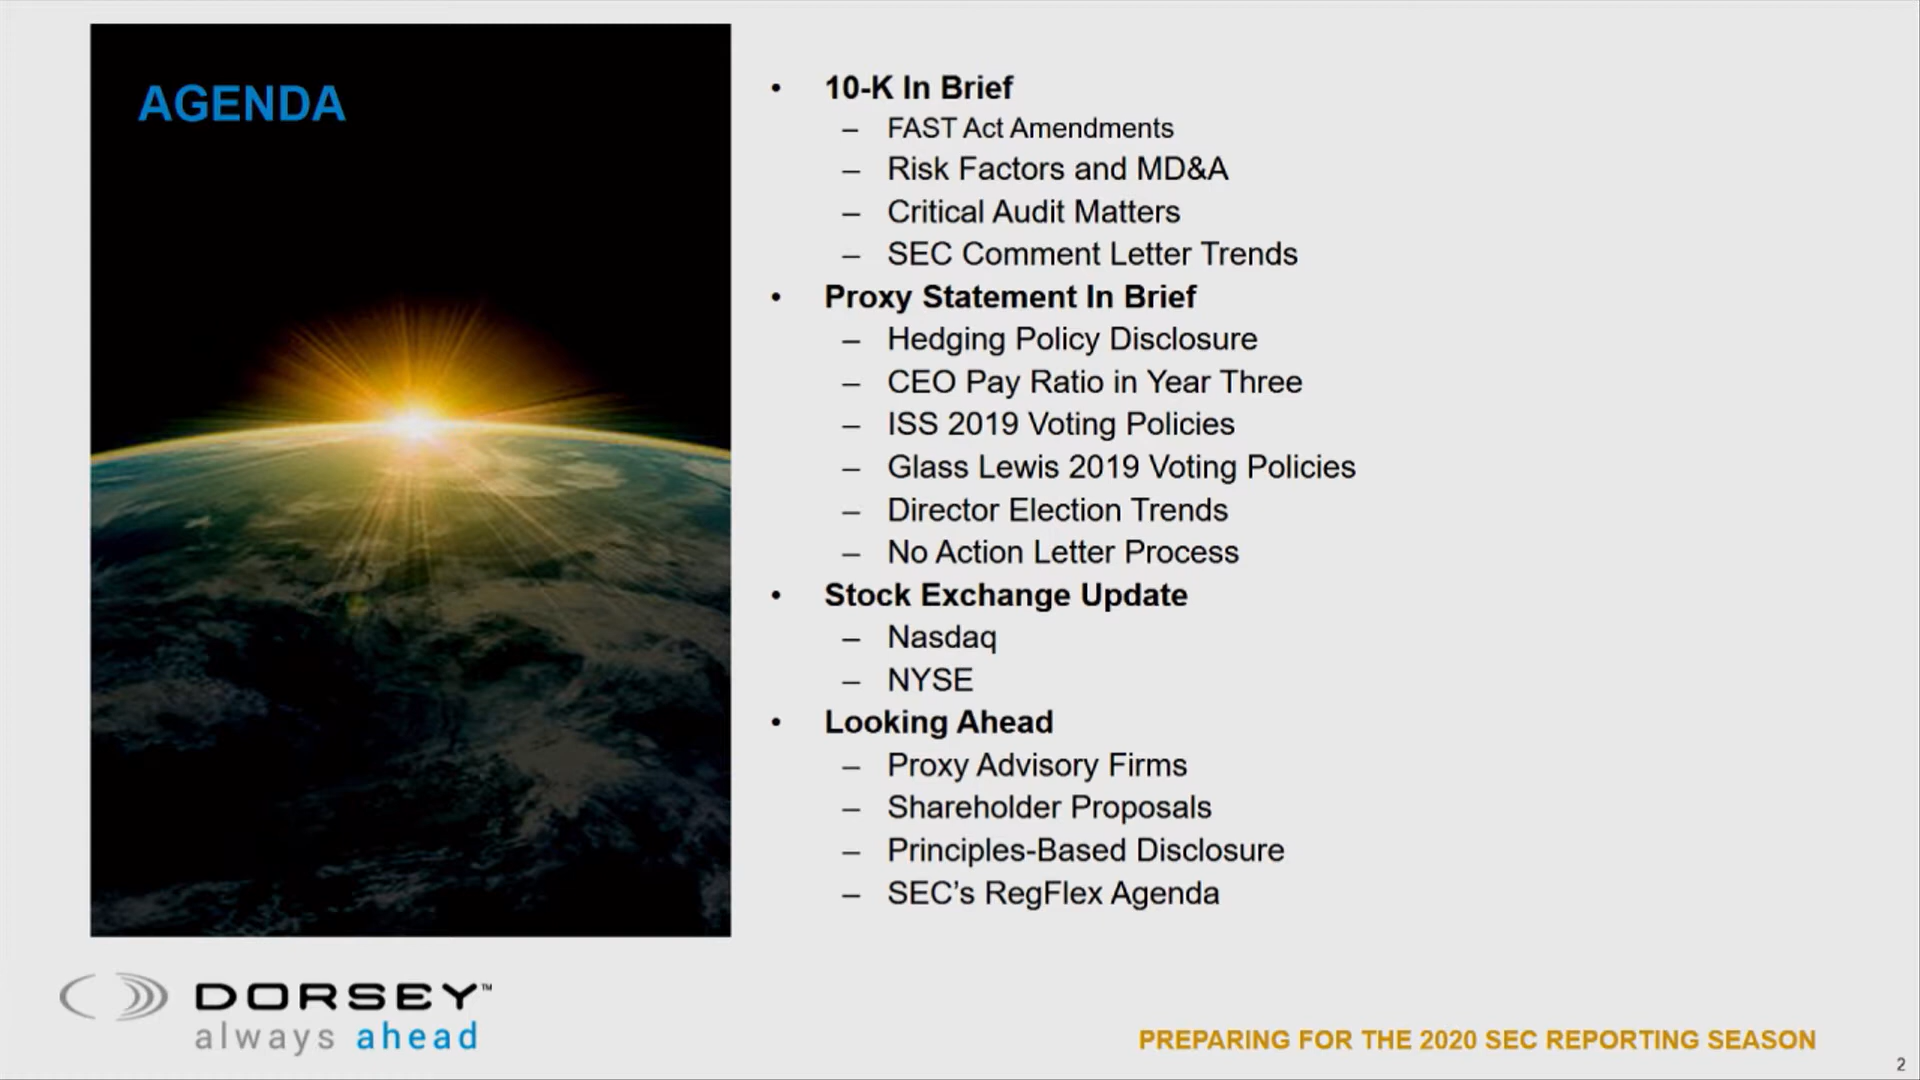 AGENDA
• 10-K In Brief
– FAST Act Amendments
– Risk Factors and MD&A
– Critical Audit Matters
– SEC Comment Letter Trends
• Proxy Statement In Brief
– Hedging Policy Disclosure
– CEO Pay Ratio in Year Three
– ISS 2019 Voting Policies
– Glass Lewis 2019 Voting Policies
– Director Election Trends
– No Action Letter Process
• Stock Exchange Update
– Nasdaq
– NYSE
• Looking Ahead
– Proxy Advisory Firms
– Shareholder Proposals
– Principles-Based Disclosure
– SEC’s RegFlex Agenda
DORSEY™
always ahead
PREPARING FOR THE 2020 SEC REPORTING SEASON
2